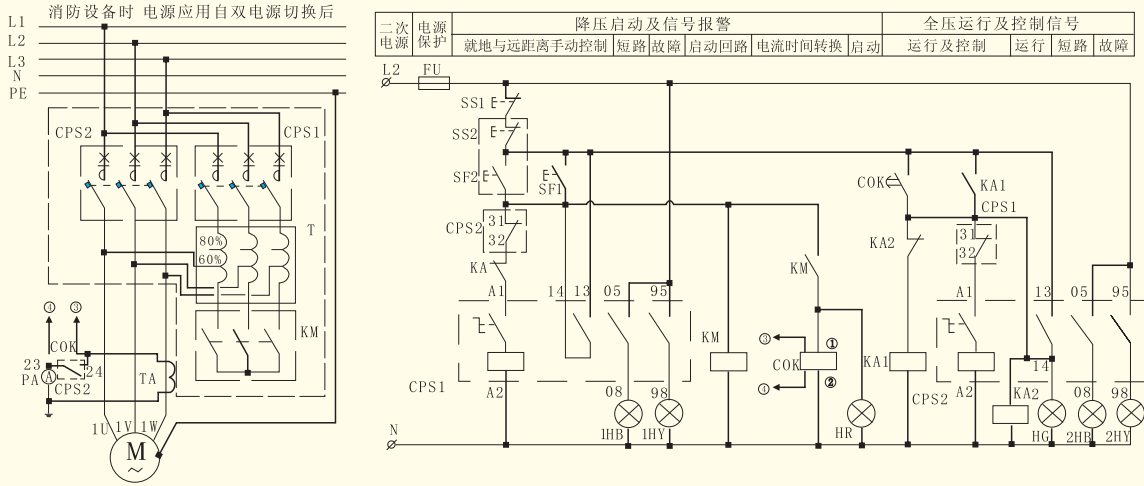 消防设备时 电源应用自双电源切换后
L1
L2
L3
N
PE
CPS2
CPS1
80%
60%
T
KM
④ ③
COK
23
24
PA
A
CPS2
TA
1U 1V 1W
M
~
二次电源
电源保护
降压启动及信号报警
全压运行及控制信号
就地与远距离手动控制
短路
故障
启动回路
电流时间转换
启动
运行及控制
运行
短路
故障
L2
FU
SS1
SS2
SF2
SF1
COK
KA1
CPS1
CPS2
31
32
KA2
31
32
KA
KM
A1
14
13
05
95
A1
13
05
95
③
①
COK
②
④
KM
KA1
14
CPS1
A2
08
98
CPS2
A2
KA2
08
98
N
1HB
1HY
HR
HG
2HB
2HY